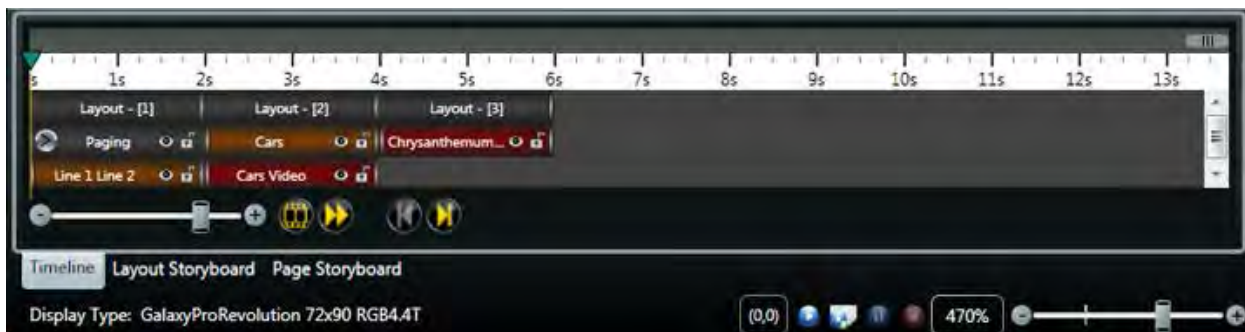 s 1s 2s 3s 4s 5s 6s 7s 8s 9s 10s 11s 12s 13s
Layout - [1] Layout - [2] Layout - [3]
Paging Cars Chrysanthemum...
Line 1 Line 2 Cars Video
Timeline Layout Storyboard Page Storyboard
Display Type: GalaxyProRevolution 72x90 RGB4.4T (0,0) 470%